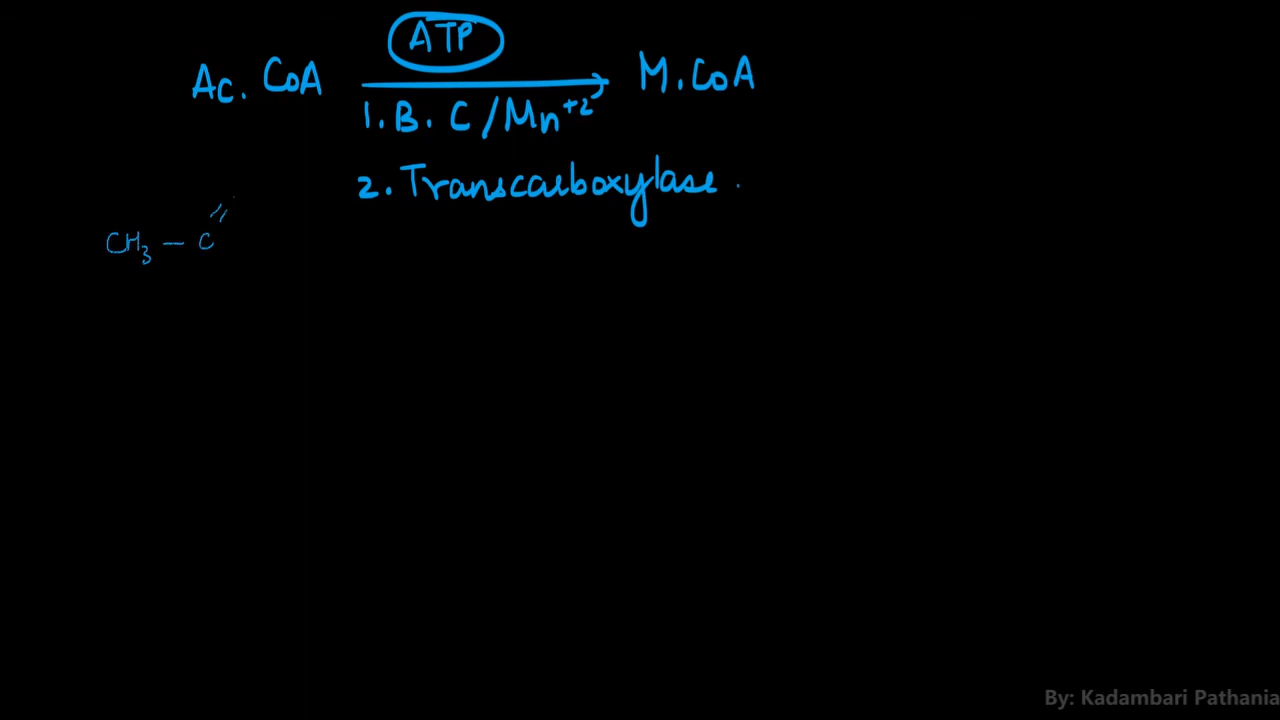 ATP
Ac. CoA → M. CoA
1. B. C / Mn+2
2. Transcarboxylase.
CH3 – C //
By: Kadambari Pathania